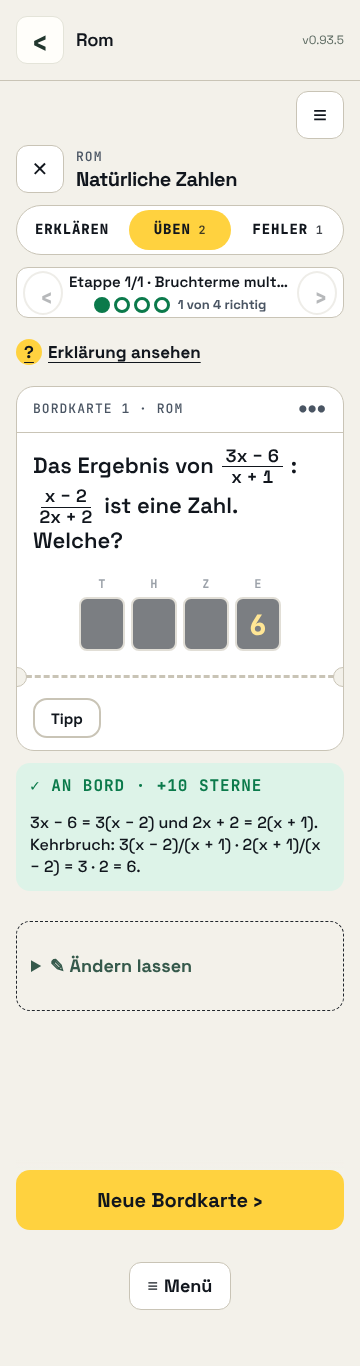 < Rom v0.93.5
≡
✕ ROM
Natürliche Zahlen
ERKLÄREN ÜBEN 2 FEHLER 1
< Etappe 1/1 · Bruchterme mult... >
1 von 4 richtig
? Erklärung ansehen
BORDKARTE 1 · ROM •••
Das Ergebnis von (3x − 6)/(x + 1) :
(x − 2)/(2x + 2) ist eine Zahl.
Welche?
T H Z E
6
Tipp
✓ AN BORD · +10 STERNE
3x − 6 = 3(x − 2) und 2x + 2 = 2(x + 1).
Kehrbruch: 3(x − 2)/(x + 1) · 2(x + 1)/(x
− 2) = 3 · 2 = 6.
▶ ✎ Ändern lassen
Neue Bordkarte >
≡ Menü